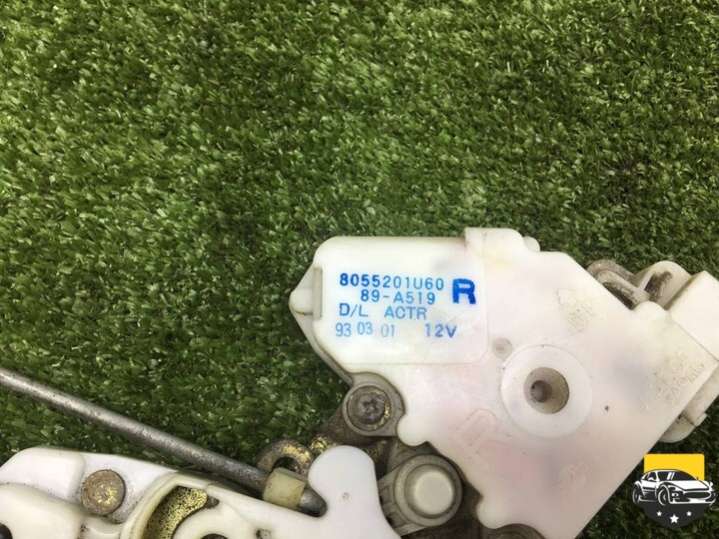 8055201U60 R
89-A519
D/L ACTR
93 03 01 12V